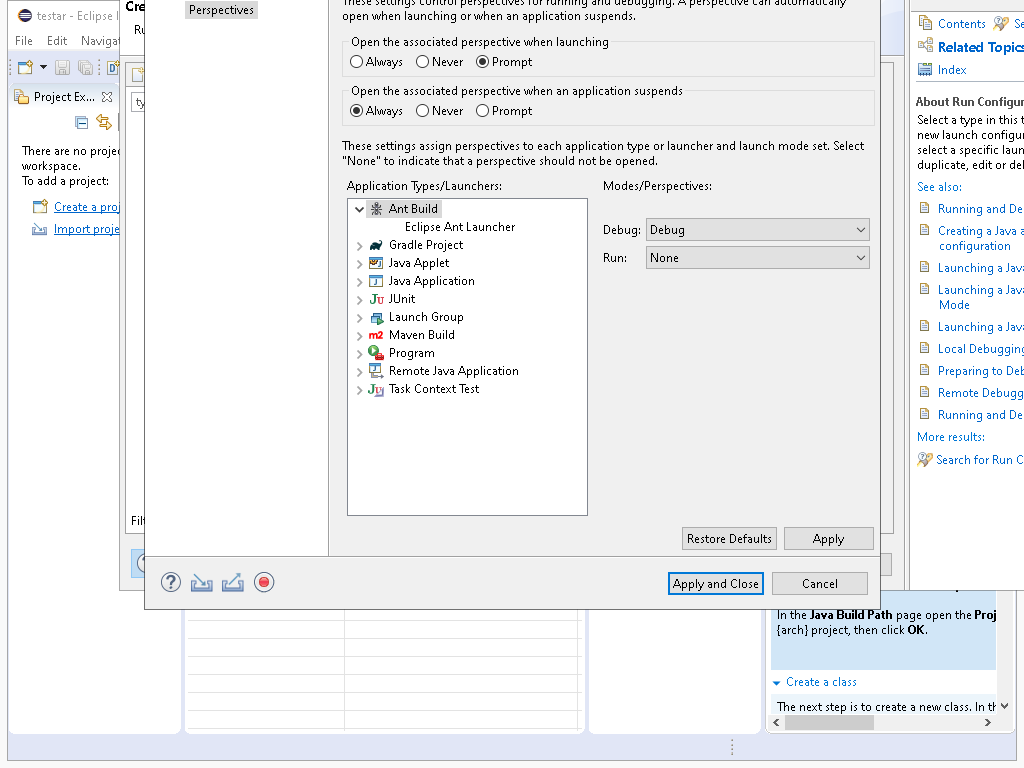 testar - Eclipse I
File Edit Naviga
Project Ex...
There are no proje
workspace.
To add a project:
Create a proj
Import proje
Cre
Ru
ty
Filt
Perspectives
These settings control perspectives for running and debugging. A perspective can automatically
open when launching or when an application suspends.
Open the associated perspective when launching
Always Never Prompt
Open the associated perspective when an application suspends
Always Never Prompt
These settings assign perspectives to each application type or launcher and launch mode set. Select
"None" to indicate that a perspective should not be opened.
Application Types/Launchers:
Ant Build
Eclipse Ant Launcher
Gradle Project
Java Applet
Java Application
JUnit
Launch Group
Maven Build
Program
Remote Java Application
Task Context Test
Modes/Perspectives:
Debug: Debug
Run: None
Restore Defaults Apply
Apply and Close Cancel
Contents Se
Related Topics
Index
About Run Configur
Select a type in this t
new launch configur
select a specific laun
duplicate, edit or del
See also:
Running and De
Creating a Java a
configuration
Launching a Java
Launching a Java
Mode
Launching a Java
Local Debugging
Preparing to Deb
Remote Debugg
Running and De
More results:
Search for Run C
In the Java Build Path page open the Proj
{arch} project, then click OK.
Create a class
The next step is to create a new class. In th